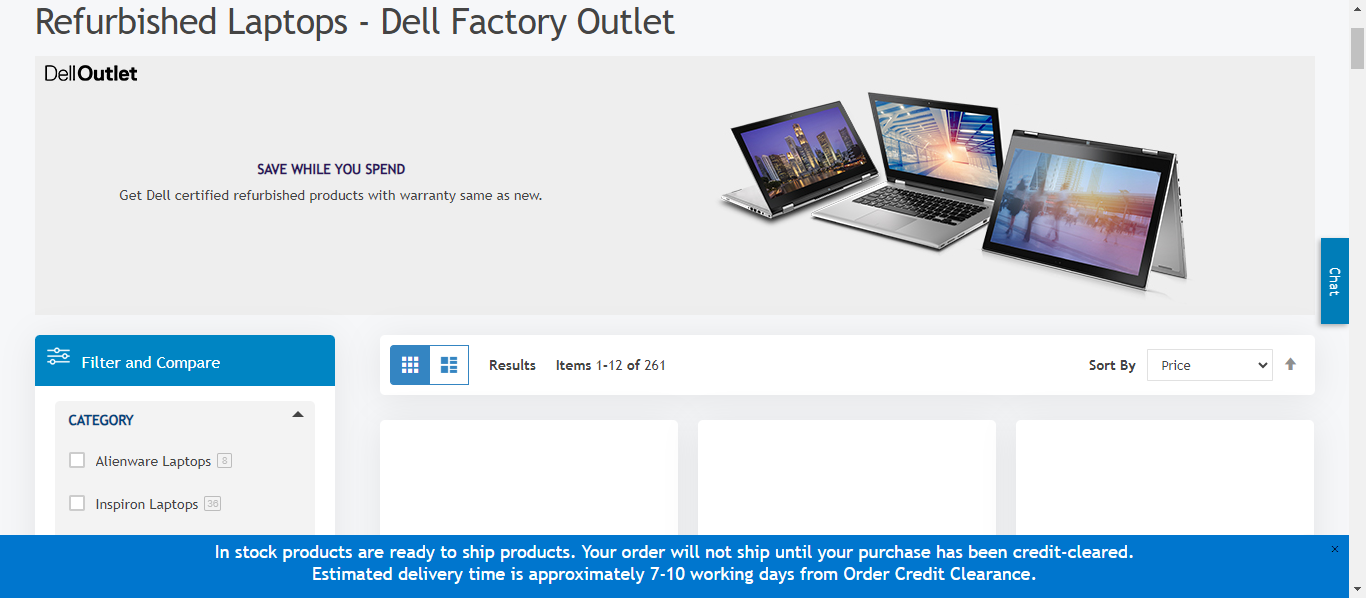 Refurbished Laptops - Dell Factory Outlet
DellOutlet
SAVE WHILE YOU SPEND
Get Dell certified refurbished products with warranty same as new.
Chat
Filter and Compare
Results Items 1-12 of 261
Sort By Price
CATEGORY
Alienware Laptops 8
Inspiron Laptops 36
In stock products are ready to ship products. Your order will not ship until your purchase has been credit-cleared.
Estimated delivery time is approximately 7-10 working days from Order Credit Clearance.